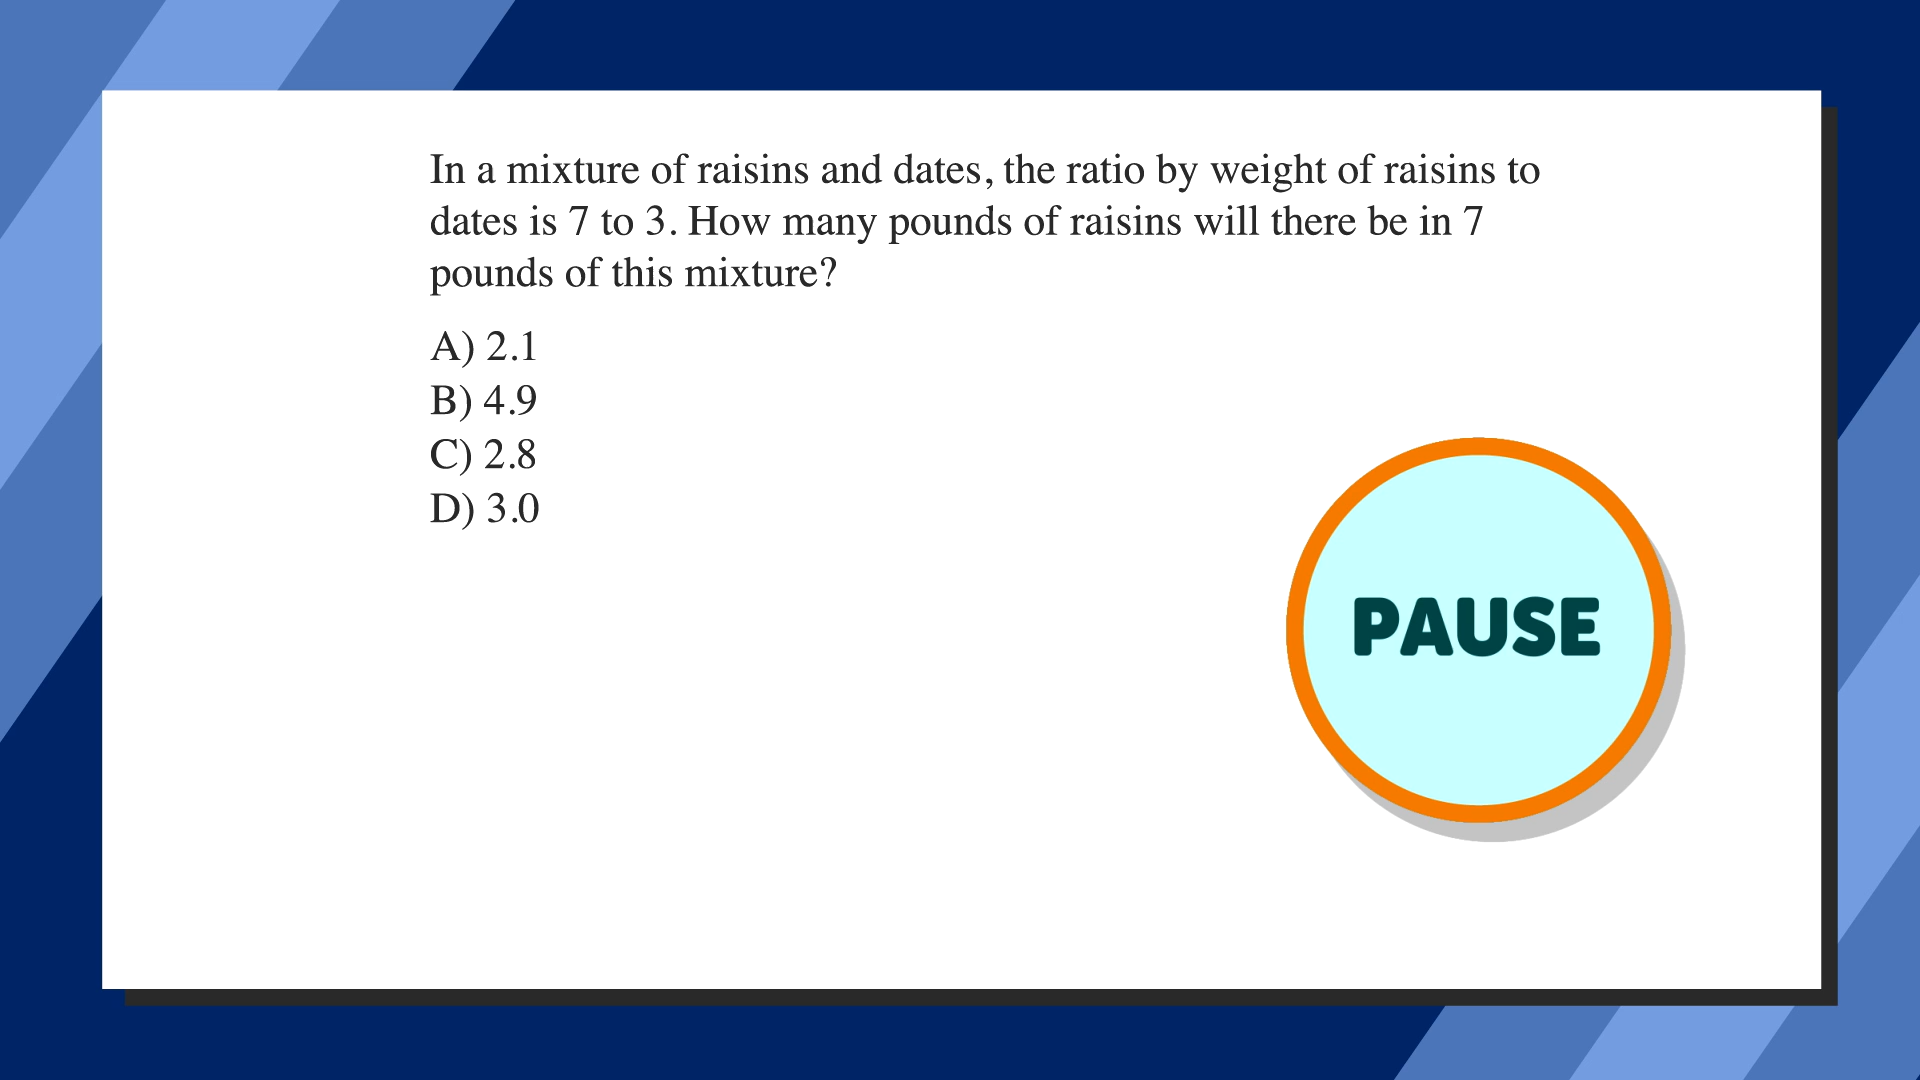 In a mixture of raisins and dates, the ratio by weight of raisins to
dates is 7 to 3. How many pounds of raisins will there be in 7
pounds of this mixture?
A) 2.1
B) 4.9
C) 2.8
D) 3.0
PAUSE